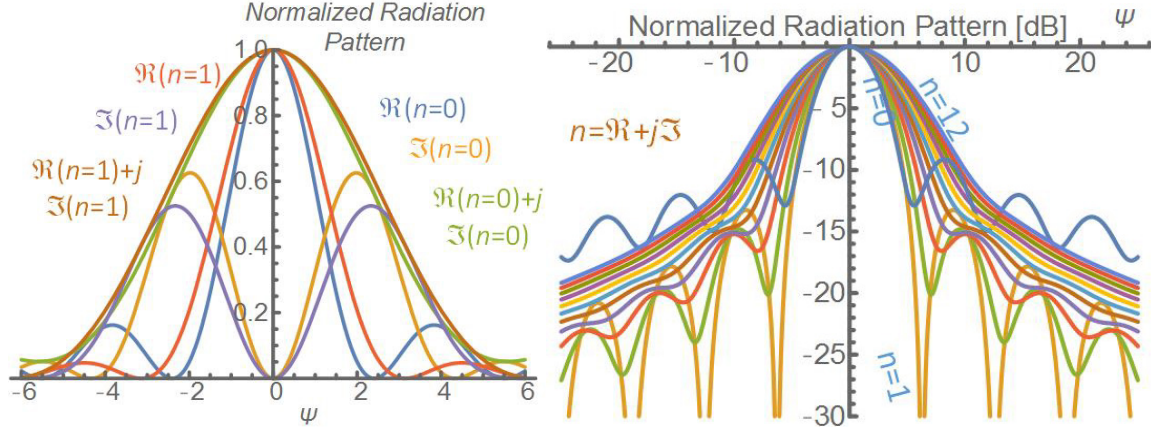 Normalized Radiation
Pattern
1.0
0.8
0.6
0.4
0.2
ℜ(n=1)
ℑ(n=1)
ℜ(n=1)+j
ℑ(n=1)
ℜ(n=0)
ℑ(n=0)
ℜ(n=0)+j
ℑ(n=0)
-6 -4 -2 0 2 4 6
ψ
Normalized Radiation Pattern [dB] ψ
-20 -10 10 20
n=ℜ+jℑ
n=0
n=12
n=1
-5
-10
-15
-20
-25
-30